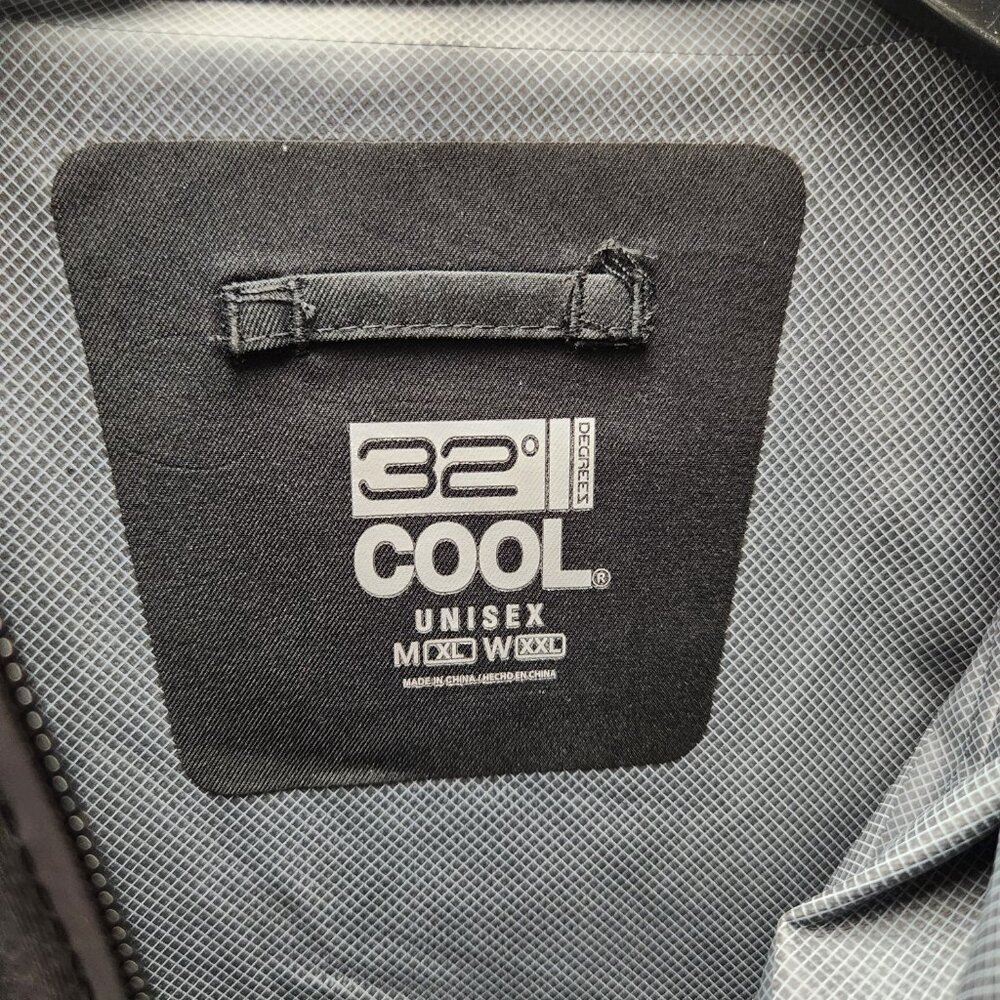 32° DEGREES
COOL®
UNISEX
M XL W XXL
MADE IN CHINA / HECHO EN CHINA